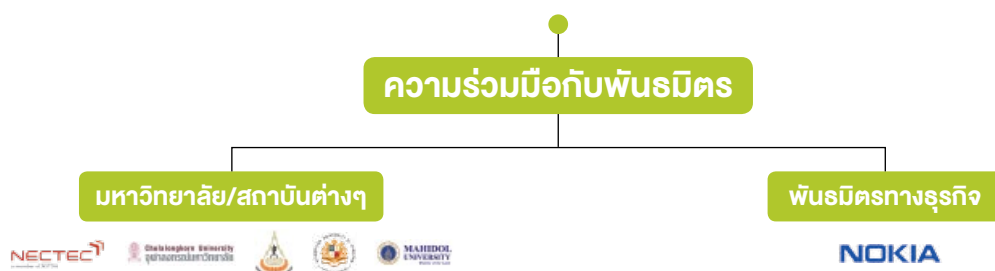 ความร่วมมือกับพันธมิตร
มหาวิทยาลัย/สถาบันต่างๆ
พันธมิตรทางธุรกิจ
NECTEC
a member of NSTDA
Chulalongkorn University
จุฬาลงกรณ์มหาวิทยาลัย
MAHIDOL
UNIVERSITY
NOKIA